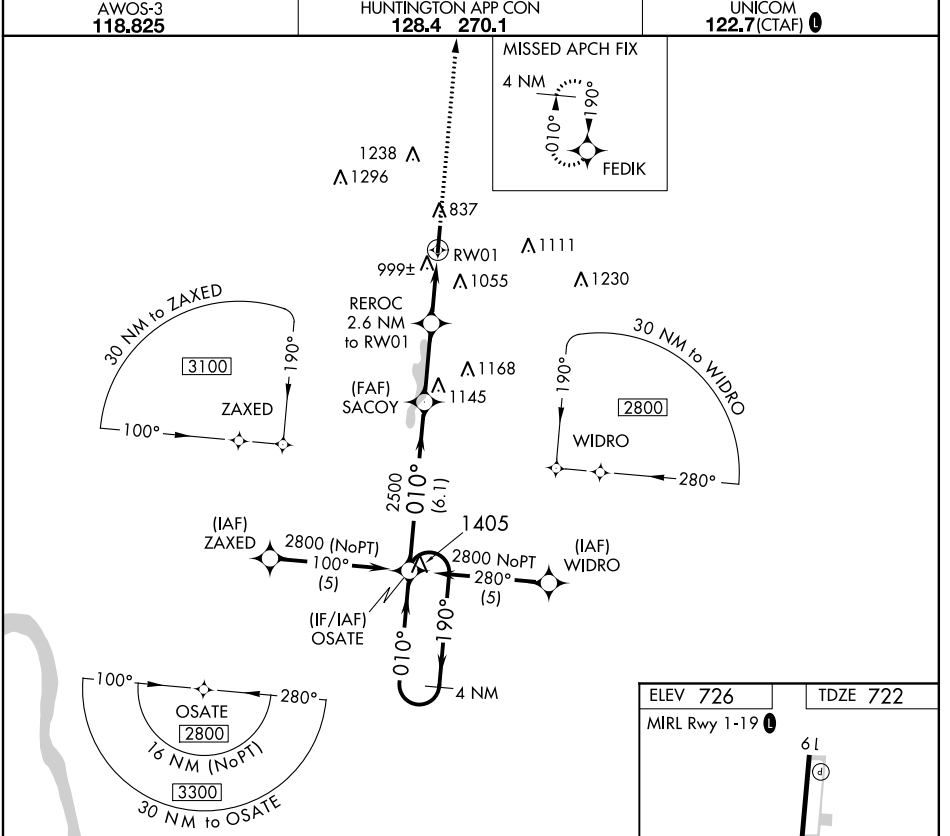 AWOS-3
118.825
HUNTINGTON APP CON
128.4 270.1
UNICOM
122.7 (CTAF) L
MISSED APCH FIX
4 NM
010°
190°
FEDIK
1238
1296
837
RW01
1111
999±
1055
1230
REROC
2.6 NM
to RW01
30 NM to ZAXED
3100
190°
ZAXED
100°
(FAF)
SACOY
1168
1145
30 NM to WIDRO
190°
2800
WIDRO
280°
2500
010°
(6.1)
1405
(IAF)
ZAXED
2800 (NoPT)
100°
(5)
2800 NoPT
280°
(5)
(IAF)
WIDRO
(IF/IAF)
OSATE
010°
190°
4 NM
100°
280°
OSATE
2800
16 NM (NoPT)
3300
30 NM to OSATE
ELEV 726
TDZE 722
MIRL Rwy 1-19 L
19
P